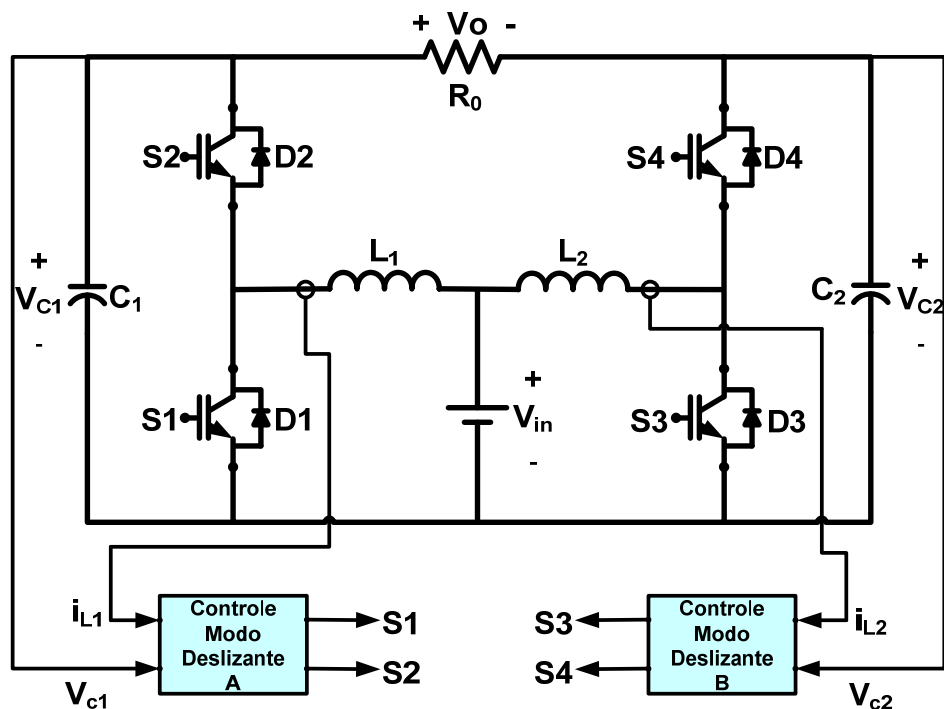 + Vo -
R0
S2 D2
S4 D4
L1 L2
+
VC1
-
C1
C2
+
VC2
-
S1 D1
+
Vin
-
S3 D3
iL1
Controle
Modo
Deslizante
A
S1
S2
Vc1
S3
S4
Controle
Modo
Deslizante
B
iL2
Vc2